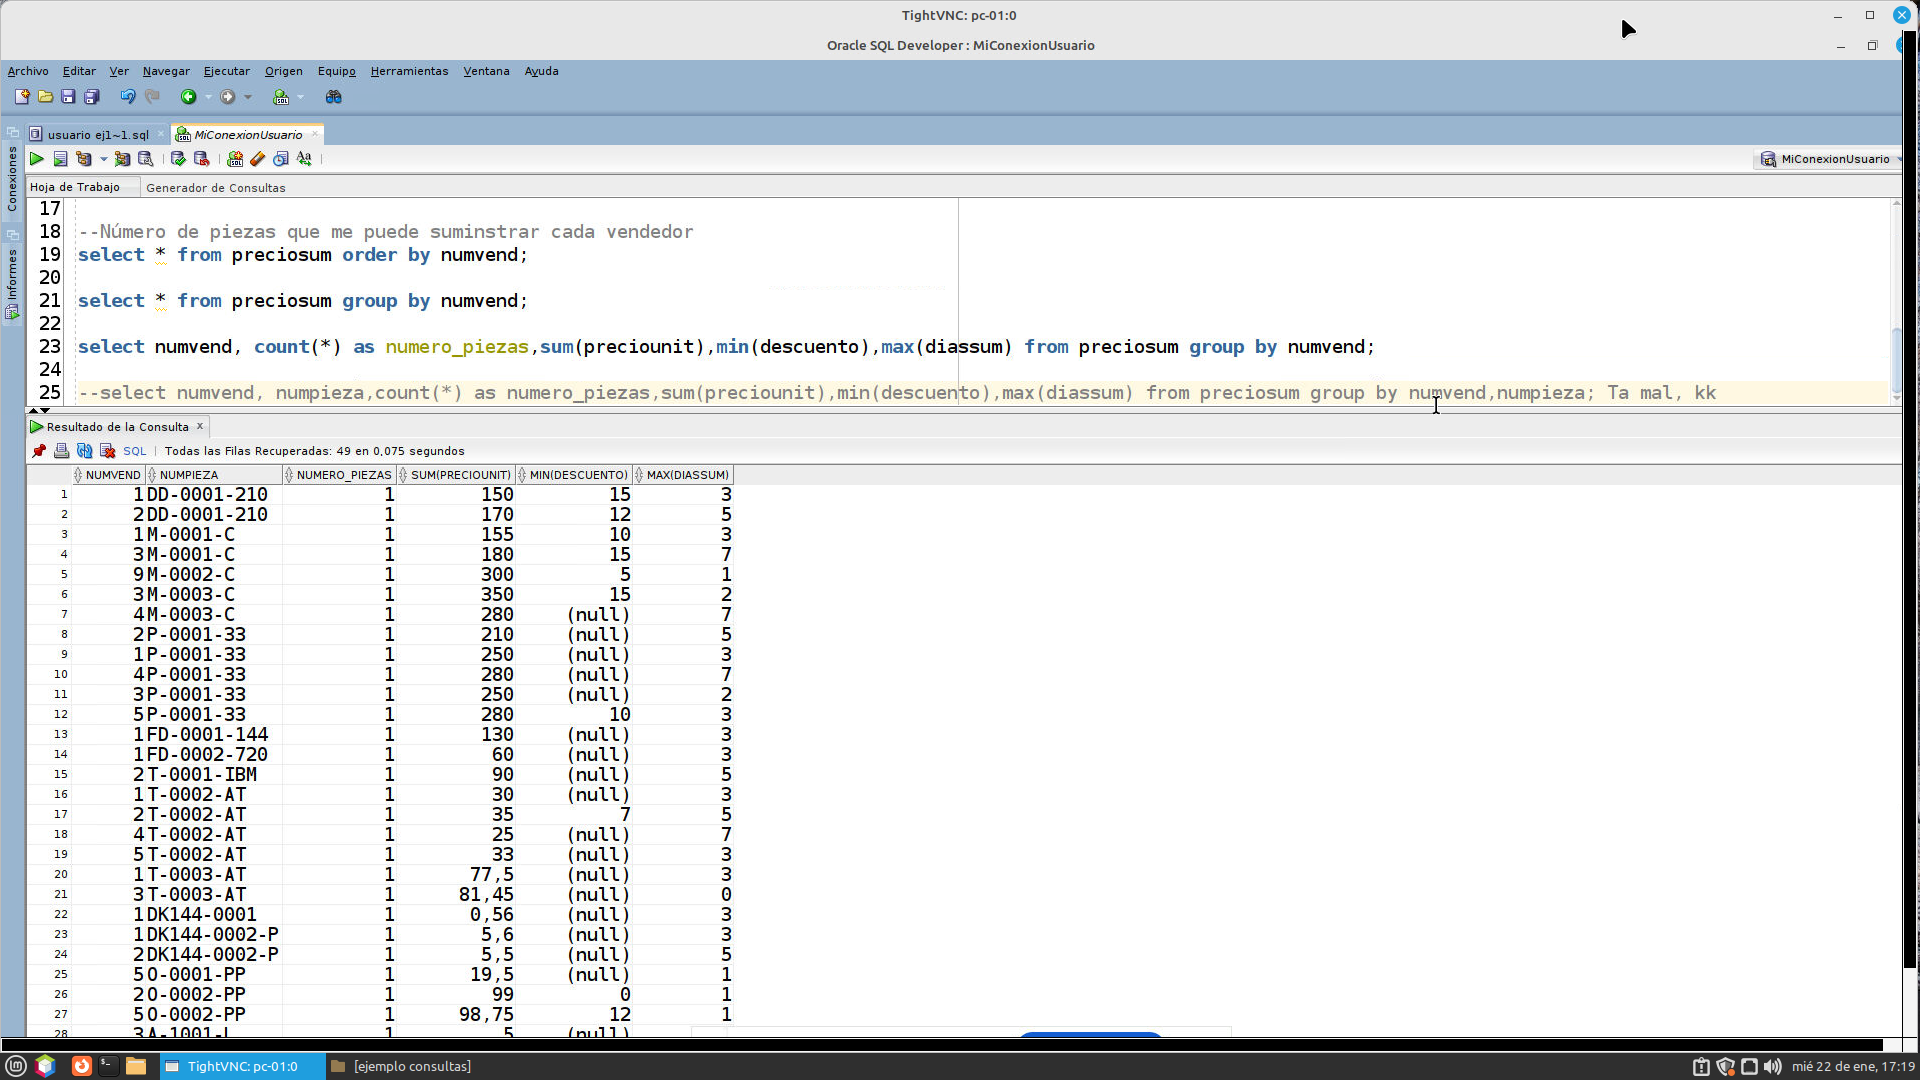 TightVNC: pc-01:0
Oracle SQL Developer : MiConexionUsuario
Archivo Editar Ver Navegar Ejecutar Origen Equipo Herramientas Ventana Ayuda
usuario ej1~1.sql MiConexionUsuario
MiConexionUsuario
Hoja de Trabajo Generador de Consultas
Conexiones
Informes
17
18 --Número de piezas que me puede suminstrar cada vendedor
19 select * from preciosum order by numvend;
20
21 select * from preciosum group by numvend;
22
23 select numvend, count(*) as numero_piezas,sum(preciounit),min(descuento),max(diassum) from preciosum group by numvend;
24
25 --select numvend, numpieza,count(*) as numero_piezas,sum(preciounit),min(descuento),max(diassum) from preciosum group by numvend,numpieza; Ta mal, kk
Resultado de la Consulta x
SQL | Todas las Filas Recuperadas: 49 en 0,075 segundos
NUMVEND NUMPIEZA NUMERO_PIEZAS SUM(PRECIOUNIT) MIN(DESCUENTO) MAX(DIASSUM)
1 1 DD-0001-210 1 150 15 3
2 2 DD-0001-210 1 170 12 5
3 1 M-0001-C 1 155 10 3
4 3 M-0001-C 1 180 15 7
5 9 M-0002-C 1 300 5 1
6 3 M-0003-C 1 350 15 2
7 4 M-0003-C 1 280 (null) 7
8 2 P-0001-33 1 210 (null) 5
9 1 P-0001-33 1 250 (null) 3
10 4 P-0001-33 1 280 (null) 7
11 3 P-0001-33 1 250 (null) 2
12 5 P-0001-33 1 280 10 3
13 1 FD-0001-144 1 130 (null) 3
14 1 FD-0002-720 1 60 (null) 3
15 2 T-0001-IBM 1 90 (null) 5
16 1 T-0002-AT 1 30 (null) 3
17 2 T-0002-AT 1 35 7 5
18 4 T-0002-AT 1 25 (null) 7
19 5 T-0002-AT 1 33 (null) 3
20 1 T-0003-AT 1 77,5 (null) 3
21 3 T-0003-AT 1 81,45 (null) 0
22 1 DK144-0001 1 0,56 (null) 3
23 1 DK144-0002-P 1 5,6 (null) 3
24 2 DK144-0002-P 1 5,5 (null) 5
25 5 O-0001-PP 1 19,5 (null) 1
26 2 O-0002-PP 1 99 0 1
27 5 O-0002-PP 1 98,75 12 1
28 3 A-1001-L 1 5 (null)
TightVNC: pc-01:0 [ejemplo consultas] mié 22 de ene, 17:19